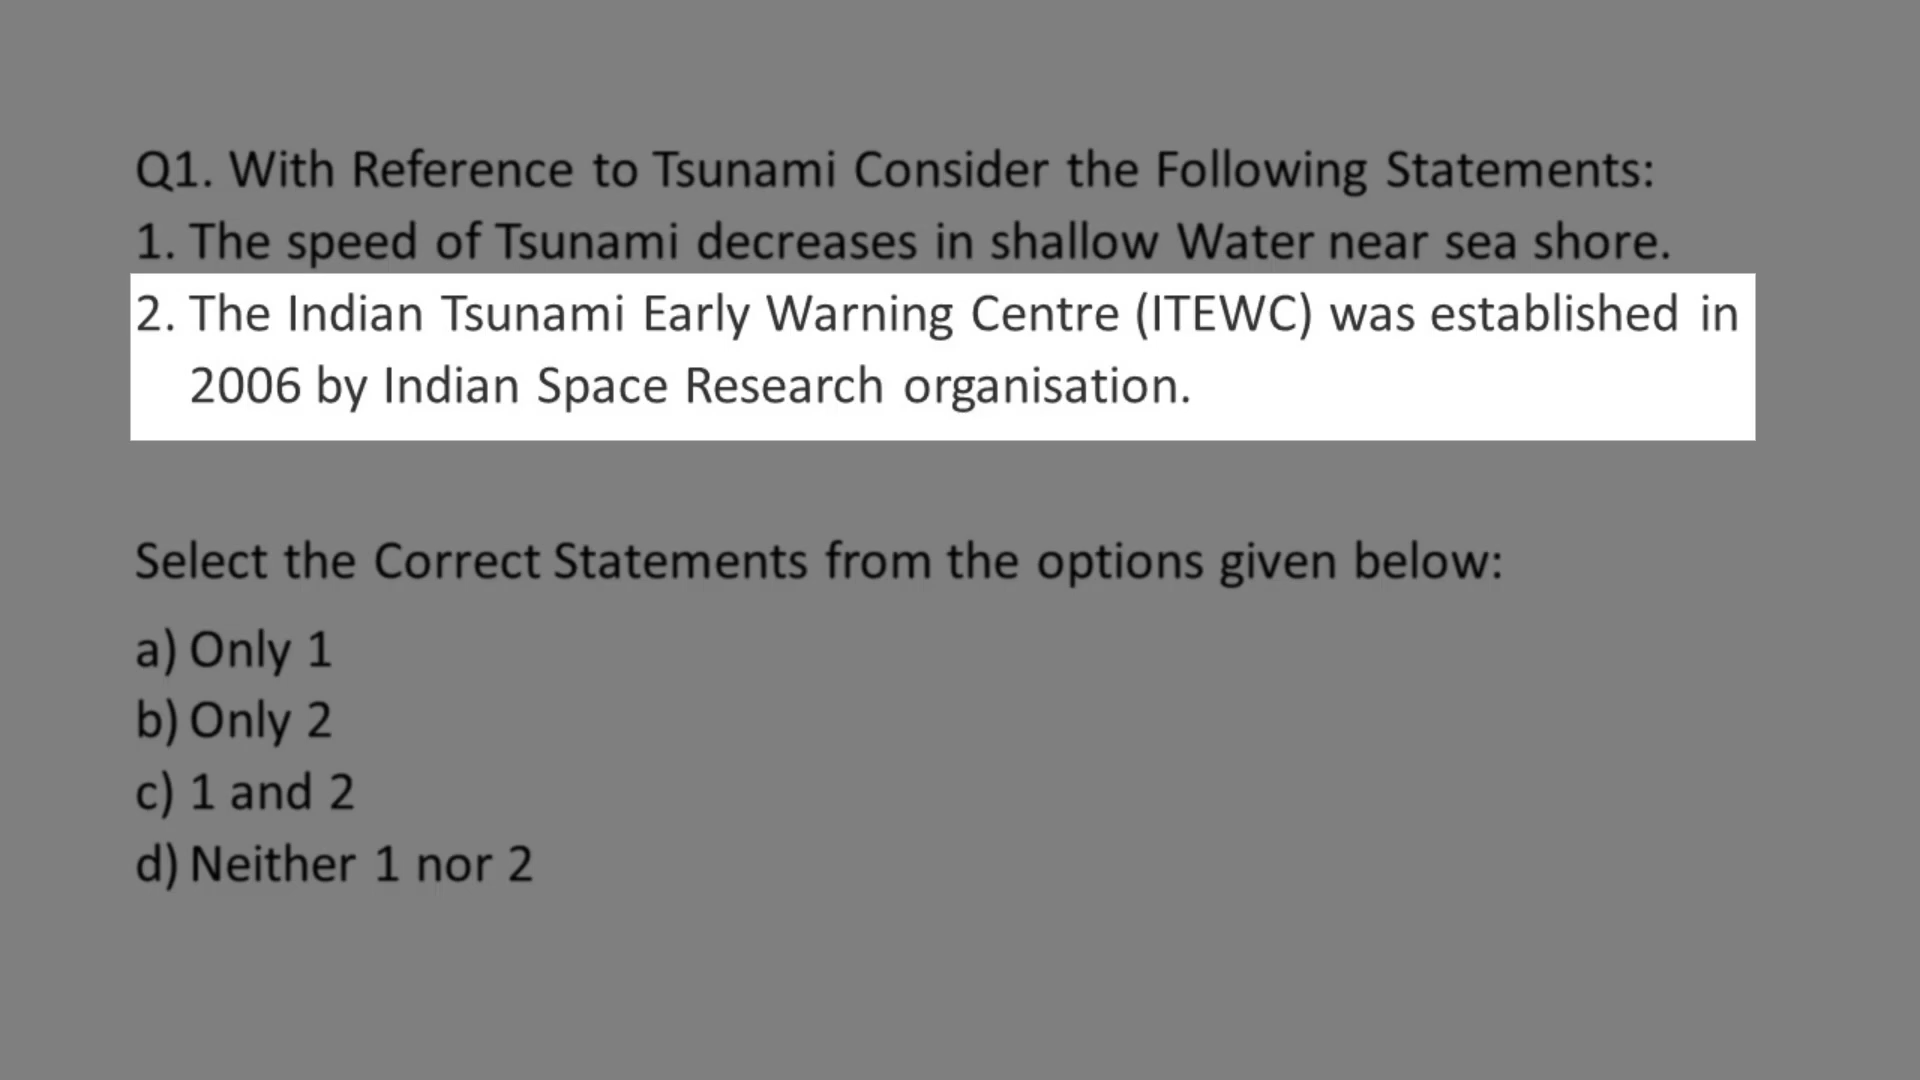 Q1. With Reference to Tsunami Consider the Following Statements:
1. The speed of Tsunami decreases in shallow Water near sea shore.
2. The Indian Tsunami Early Warning Centre (ITEWC) was established in
2006 by Indian Space Research organisation.
Select the Correct Statements from the options given below:
a) Only 1
b) Only 2
c) 1 and 2
d) Neither 1 nor 2